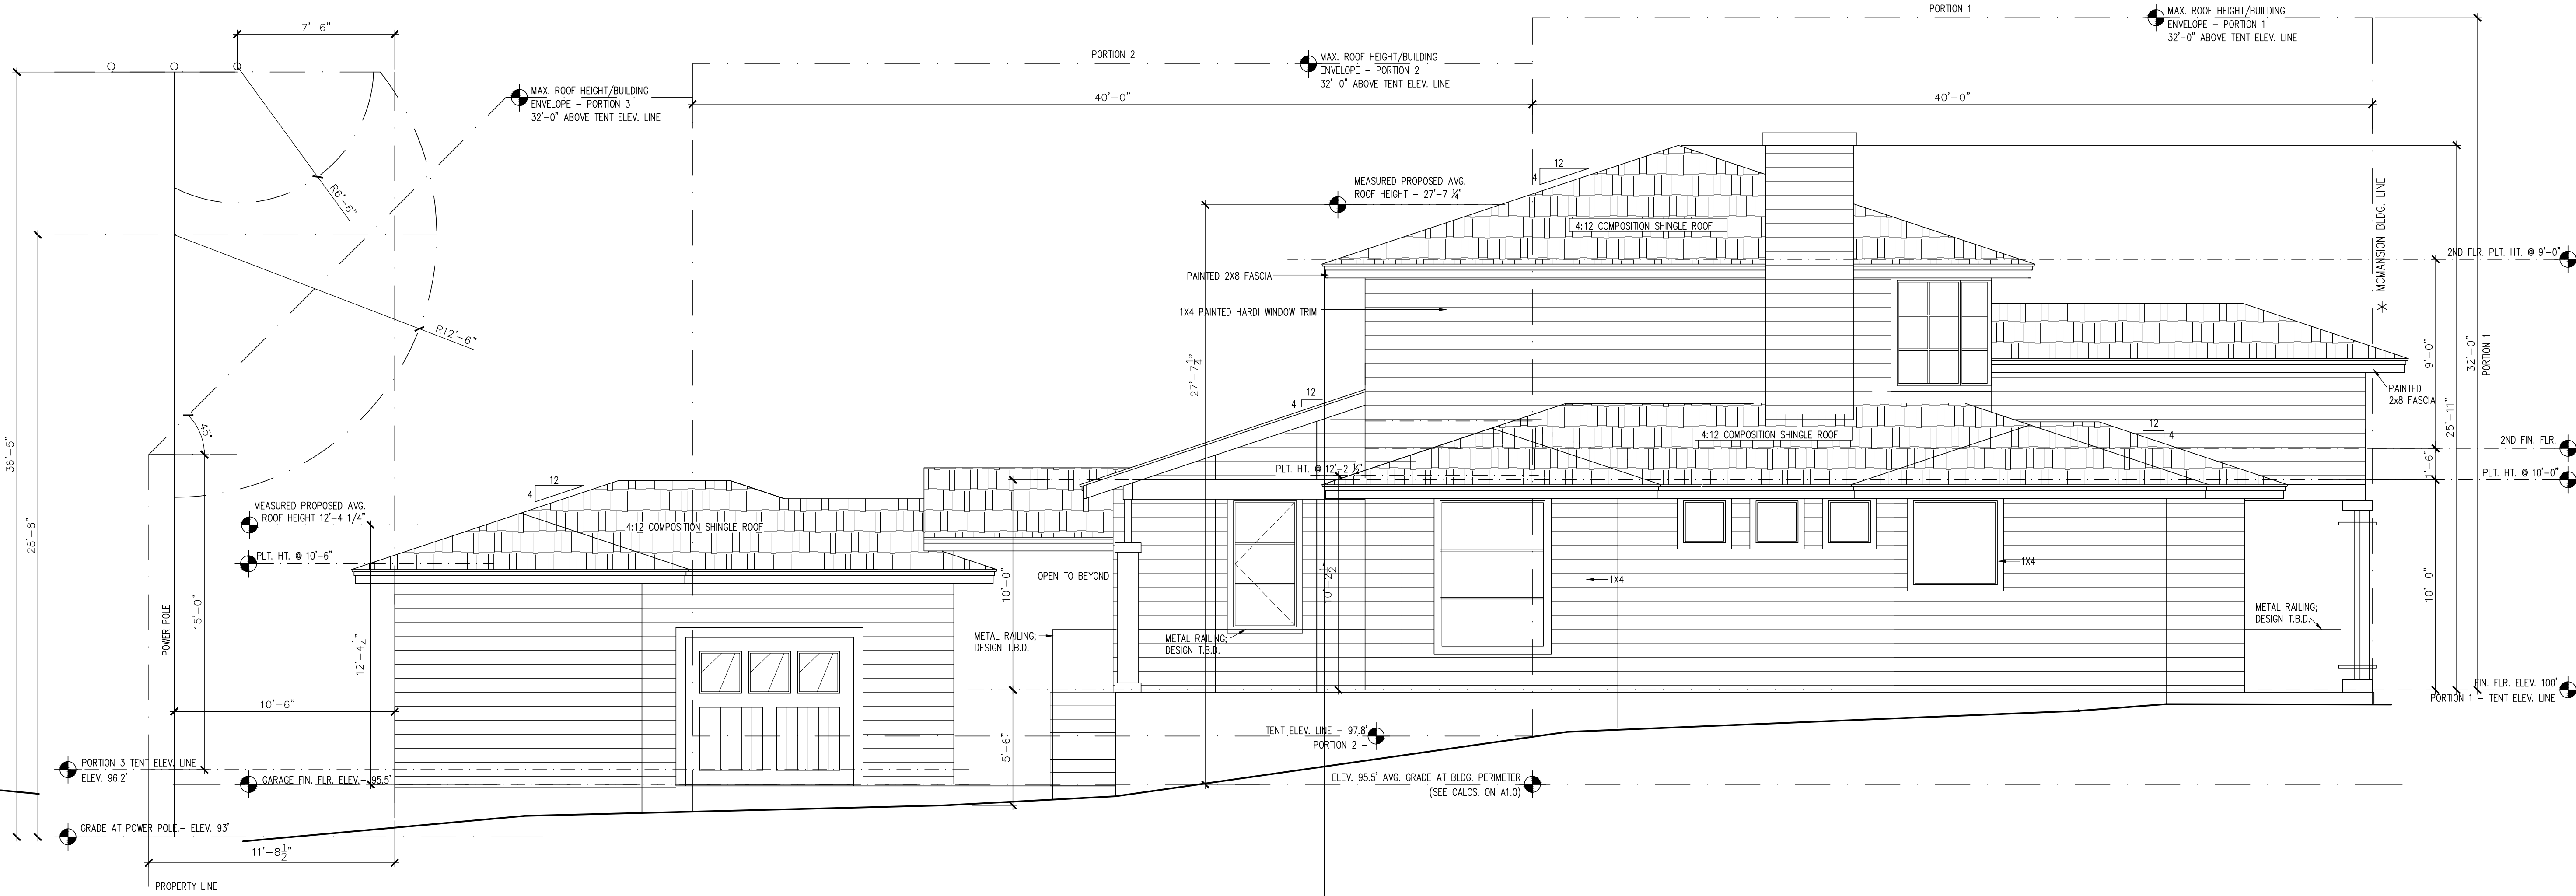 PORTION 1
MAX. ROOF HEIGHT/BUILDING
ENVELOPE - PORTION 1
32'-0" ABOVE TENT ELEV. LINE
7'-6"
PORTION 2
MAX. ROOF HEIGHT/BUILDING
ENVELOPE - PORTION 2
32'-0" ABOVE TENT ELEV. LINE
MAX. ROOF HEIGHT/BUILDING
ENVELOPE - PORTION 3
32'-0" ABOVE TENT ELEV. LINE
40'-0"
40'-0"
R6'-6"
12
4
MEASURED PROPOSED AVG.
ROOF HEIGHT - 27'-7 ¼"
4:12 COMPOSITION SHINGLE ROOF
* MCMANSION BLDG. LINE
2ND FLR. PLT. HT. @ 9'-0"
PAINTED 2X8 FASCIA
1X4 PAINTED HARDI WINDOW TRIM
R12'-6"
27'-7¼"
9'-0"
32'-0"
PORTION 1
25'-11"
PAINTED
2x8 FASCIA
12
4
45°
36'-5"
28'-8"
4:12 COMPOSITION SHINGLE ROOF
12
4
2ND FIN. FLR.
PLT. HT. @ 12'-2 ½"
PLT. HT. @ 10'-0"
12
4
MEASURED PROPOSED AVG.
ROOF HEIGHT 12'-4 1/4"
4:12 COMPOSITION SHINGLE ROOF
PLT. HT. @ 10'-6"
OPEN TO BEYOND
10'-0"
1X4
1X4
10'-0"
POWER POLE
15'-0"
12'-4¼"
METAL RAILING;
DESIGN T.B.D.
METAL RAILING;
DESIGN T.B.D.
METAL RAILING;
DESIGN T.B.D.
FIN. FLR. ELEV. 100'
PORTION 1 - TENT ELEV. LINE
10'-6"
5'-6"
TENT ELEV. LINE - 97.8'
PORTION 2 -
PORTION 3 TENT ELEV. LINE
ELEV. 96.2'
GARAGE FIN. FLR. ELEV.- 95.5'
ELEV. 95.5' AVG. GRADE AT BLDG. PERIMETER
(SEE CALCS. ON A1.0)
GRADE AT POWER POLE.- ELEV. 93'
11'-8½"
PROPERTY LINE